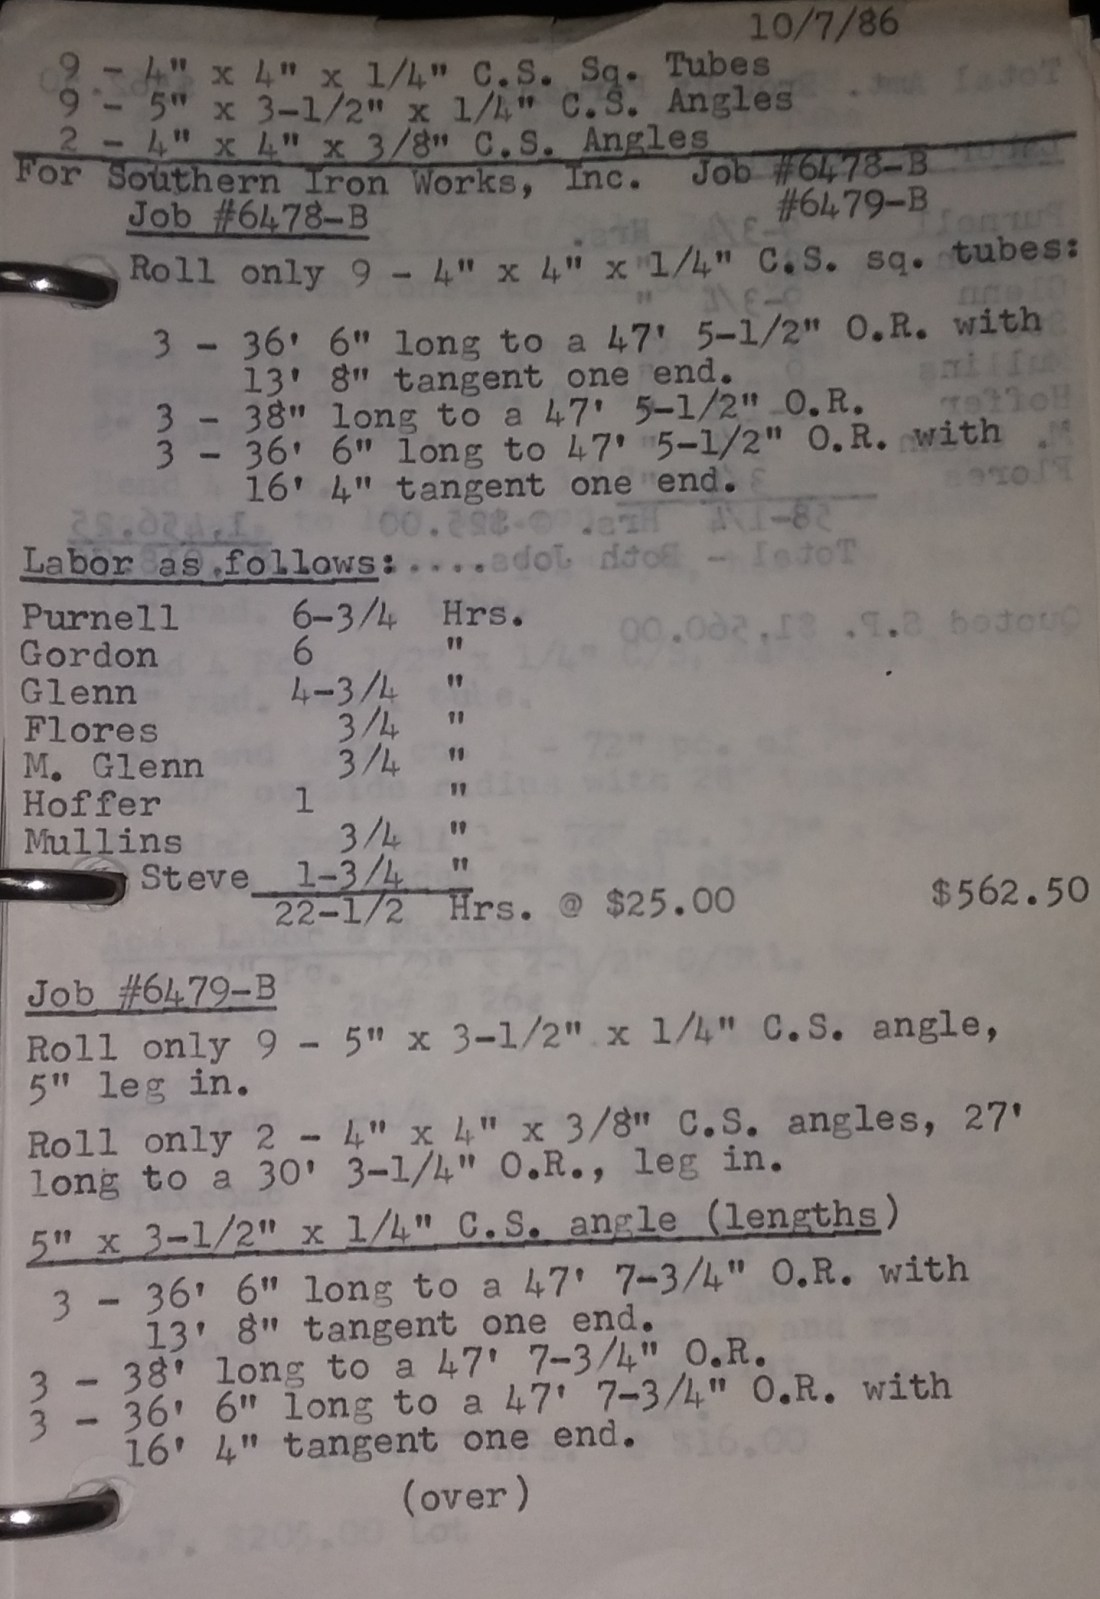 10/7/86
9 - 4" x 4" x 1/4" C.S. Sq. Tubes
9 - 5" x 3-1/2" x 1/4" C.S. Angles
2 - 4" x 4" x 3/8" C.S. Angles
For Southern Iron Works, Inc. Job #6478-B
#6479-B
Job #6478-B
Roll only 9 - 4" x 4" x 1/4" C.S. sq. tubes:
3 - 36' 6" long to a 47' 5-1/2" O.R. with
13' 8" tangent one end.
3 - 38" long to a 47' 5-1/2" O.R.
3 - 36' 6" long to 47' 5-1/2" O.R. with
16' 4" tangent one end.
Labor as follows:....
Purnell 6-3/4 Hrs.
Gordon 6 "
Glenn 4-3/4 "
Flores 3/4 "
M. Glenn 3/4 "
Hoffer 1 "
Mullins 3/4 "
Steve 1-3/4 "
22-1/2 Hrs. @ $25.00 $562.50
Job #6479-B
Roll only 9 - 5" x 3-1/2" x 1/4" C.S. angle,
5" leg in.
Roll only 2 - 4" x 4" x 3/8" C.S. angles, 27'
long to a 30' 3-1/4" O.R., leg in.
5" x 3-1/2" x 1/4" C.S. angle (lengths)
3 - 36' 6" long to a 47' 7-3/4" O.R. with
13' 8" tangent one end.
3 - 38' long to a 47' 7-3/4" O.R.
3 - 36' 6" long to a 47' 7-3/4" O.R. with
16' 4" tangent one end.
(over)